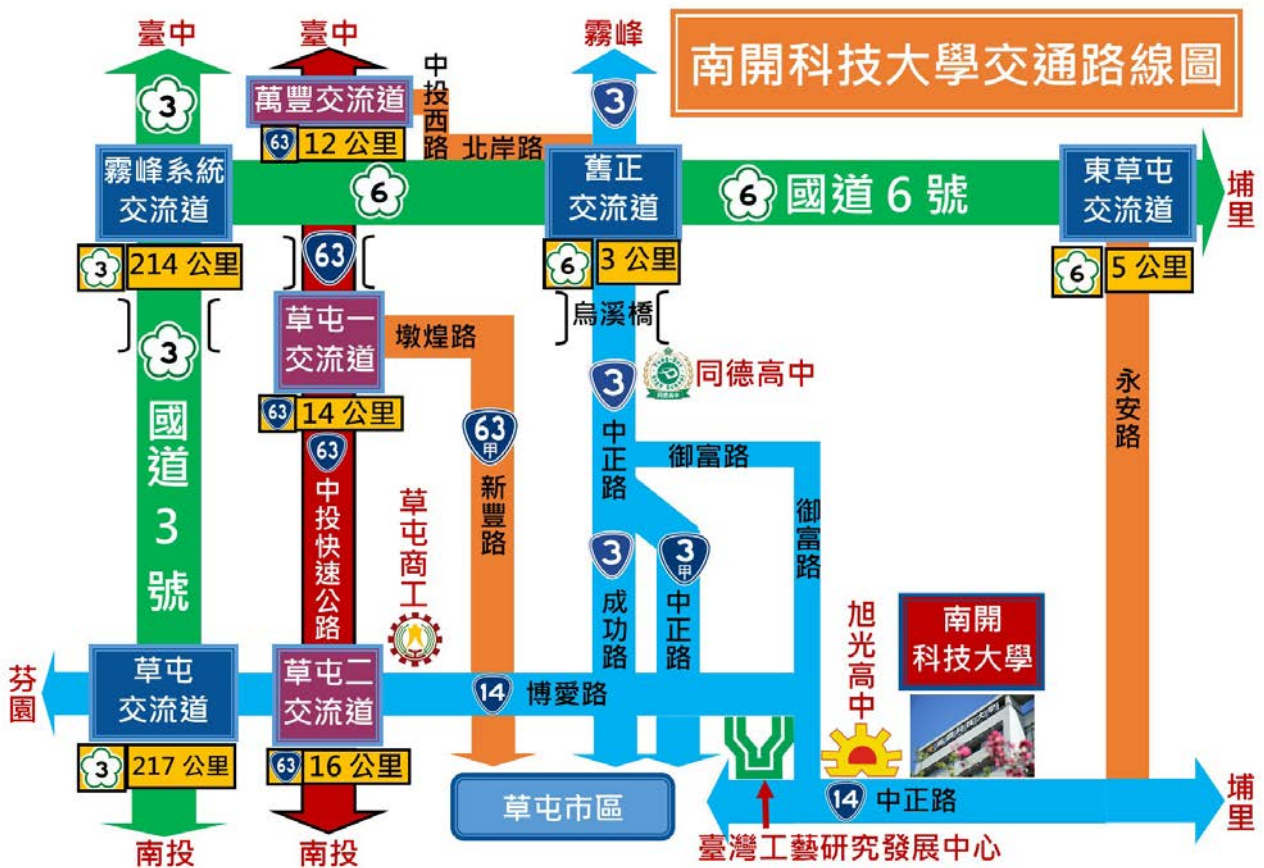 南開科技大學交通路線圖
臺中
臺中
霧峰
3
萬豐交流道
63
12 公里
中投西路
北岸路
3
霧峰系統
交流道
3
214 公里
6
舊正
交流道
6
3 公里
6
國道 6 號
東草屯
交流道
6
5 公里
埔里
63
烏溪橋
3
草屯一
交流道
63
14 公里
墩煌路
3
同德高中
同德高中
永安路
國道 3 號
63
中投快速公路
草屯商工
63
甲
新豐路
中正路
御富路
御富路
3
成功路
3
甲
中正路
旭光高中
南開
科技大學
芬園
草屯
交流道
3
217 公里
草屯二
交流道
63
16 公里
14
博愛路
草屯市區
14
中正路
埔里
南投
南投
臺灣工藝研究發展中心